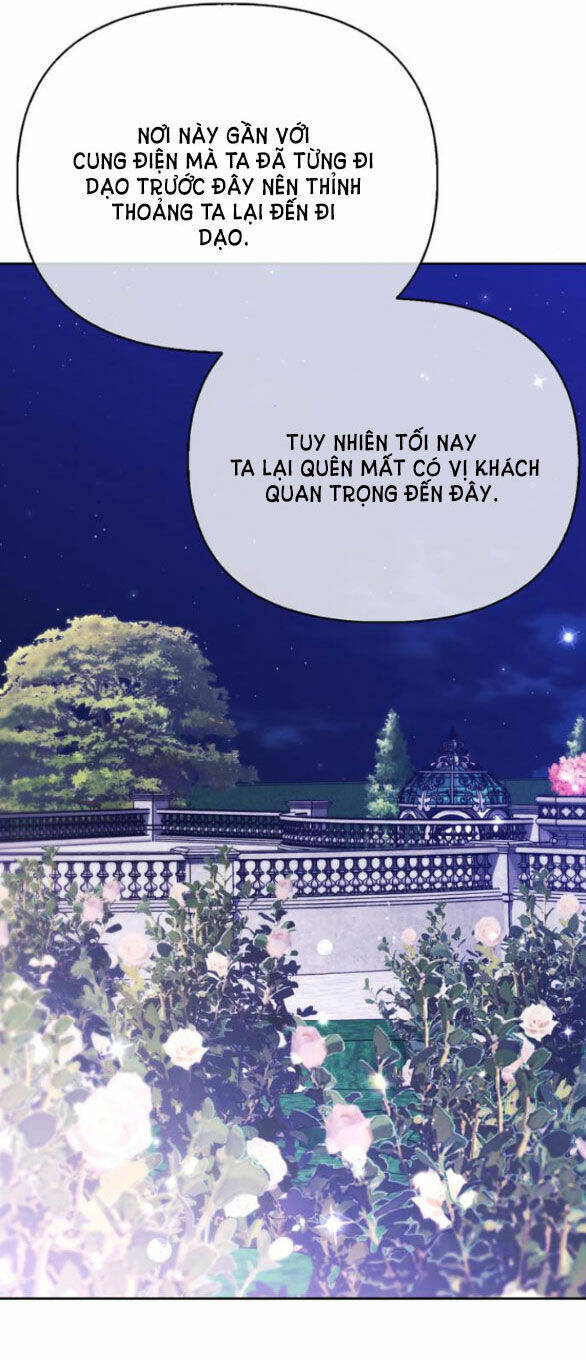 NƠI NÀY GẦN VỚI
CUNG ĐIỆN MÀ TA ĐÃ TỪNG ĐI
DẠO TRƯỚC ĐÂY NÊN THỈNH
THOẢNG TA LẠI ĐẾN ĐI
DẠO.
TUY NHIÊN TỐI NAY
TA LẠI QUÊN MẤT CÓ VỊ KHÁCH
QUAN TRỌNG ĐẾN ĐÂY.